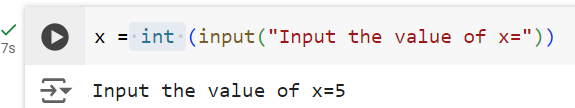 x = int (input("Input the value of x="))
7s
Input the value of x=5